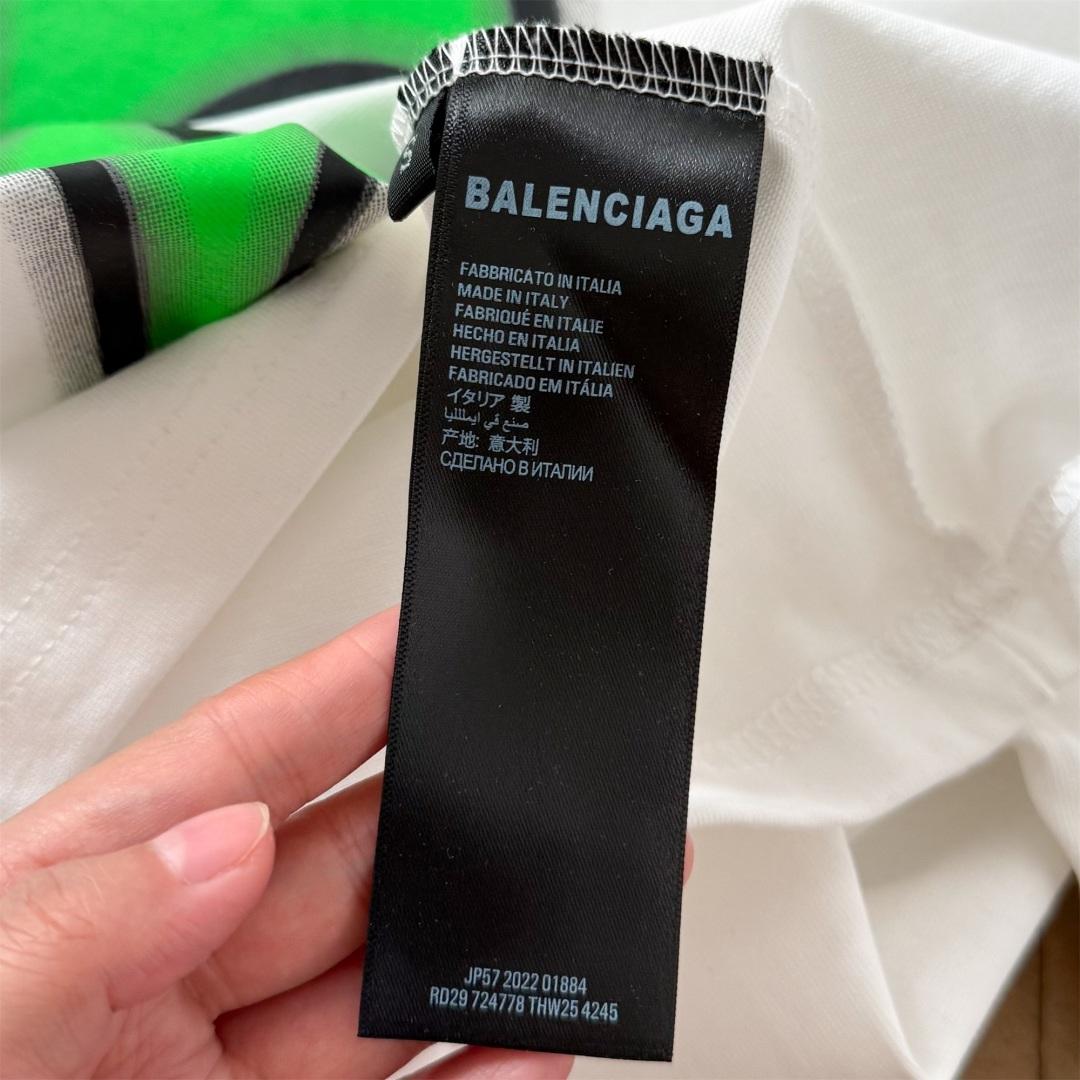 BALENCIAGA
FABBRICATO IN ITALIA
MADE IN ITALY
FABRIQUÉ EN ITALIE
HECHO EN ITALIA
HERGESTELLT IN ITALIEN
FABRICADO EM ITÁLIA
イタリア 製
صنع في ايطاليا
产地: 意大利
СДЕЛАНО В ИТАЛИИ
JP57 2022 01884
RD29 724778 THW25 4245